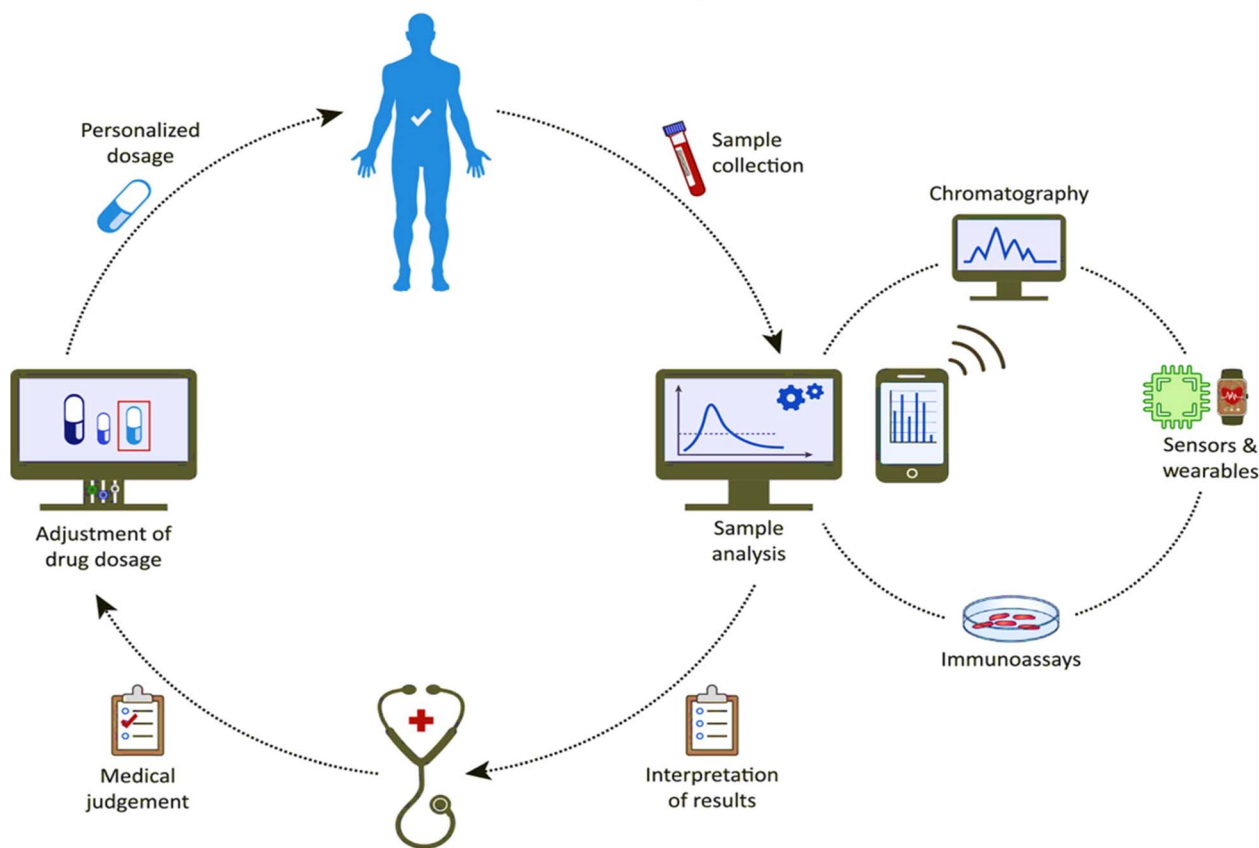 Personalized
dosage
Sample
collection
Chromatography
Sensors &
wearables
Adjustment of
drug dosage
Sample
analysis
Immunoassays
Medical
judgement
Interpretation
of results